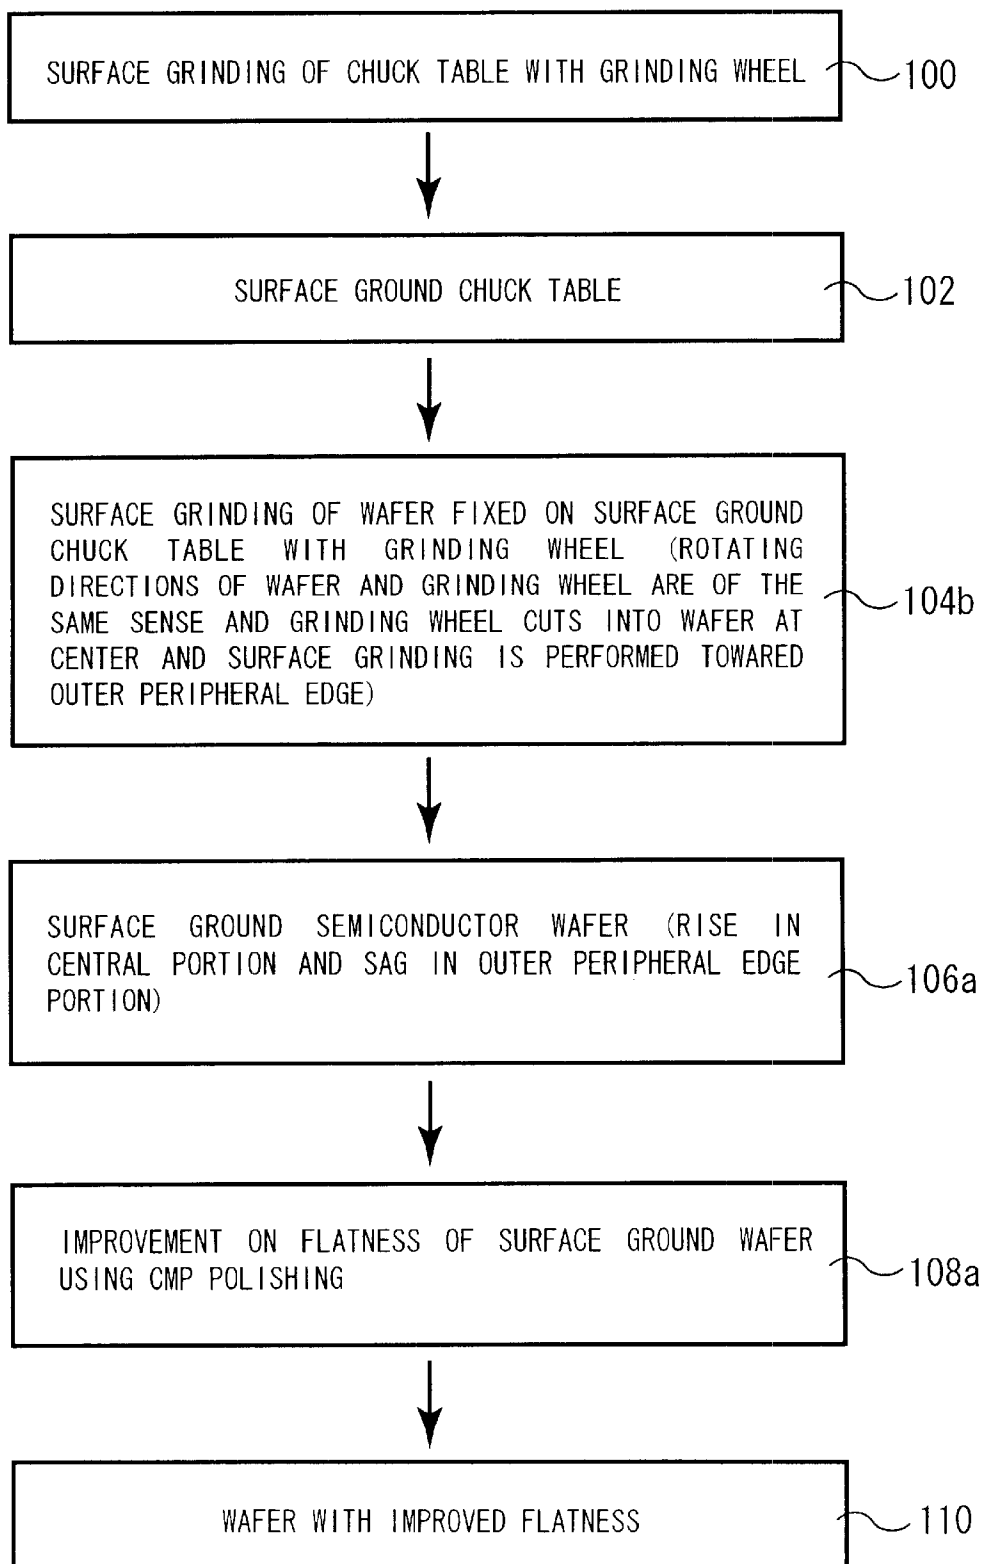 SURFACE GRINDING OF CHUCK TABLE WITH GRINDING WHEEL
100
SURFACE GROUND CHUCK TABLE
102
SURFACE GRINDING OF WAFER FIXED ON SURFACE GROUND
CHUCK TABLE WITH GRINDING WHEEL (ROTATING
DIRECTIONS OF WAFER AND GRINDING WHEEL ARE OF THE
SAME SENSE AND GRINDING WHEEL CUTS INTO WAFER AT
CENTER AND SURFACE GRINDING IS PERFORMED TOWARED
OUTER PERIPHERAL EDGE)
104b
SURFACE GROUND SEMICONDUCTOR WAFER (RISE IN
CENTRAL PORTION AND SAG IN OUTER PERIPHERAL EDGE
PORTION)
106a
IMPROVEMENT ON FLATNESS OF SURFACE GROUND WAFER
USING CMP POLISHING
108a
WAFER WITH IMPROVED FLATNESS
110